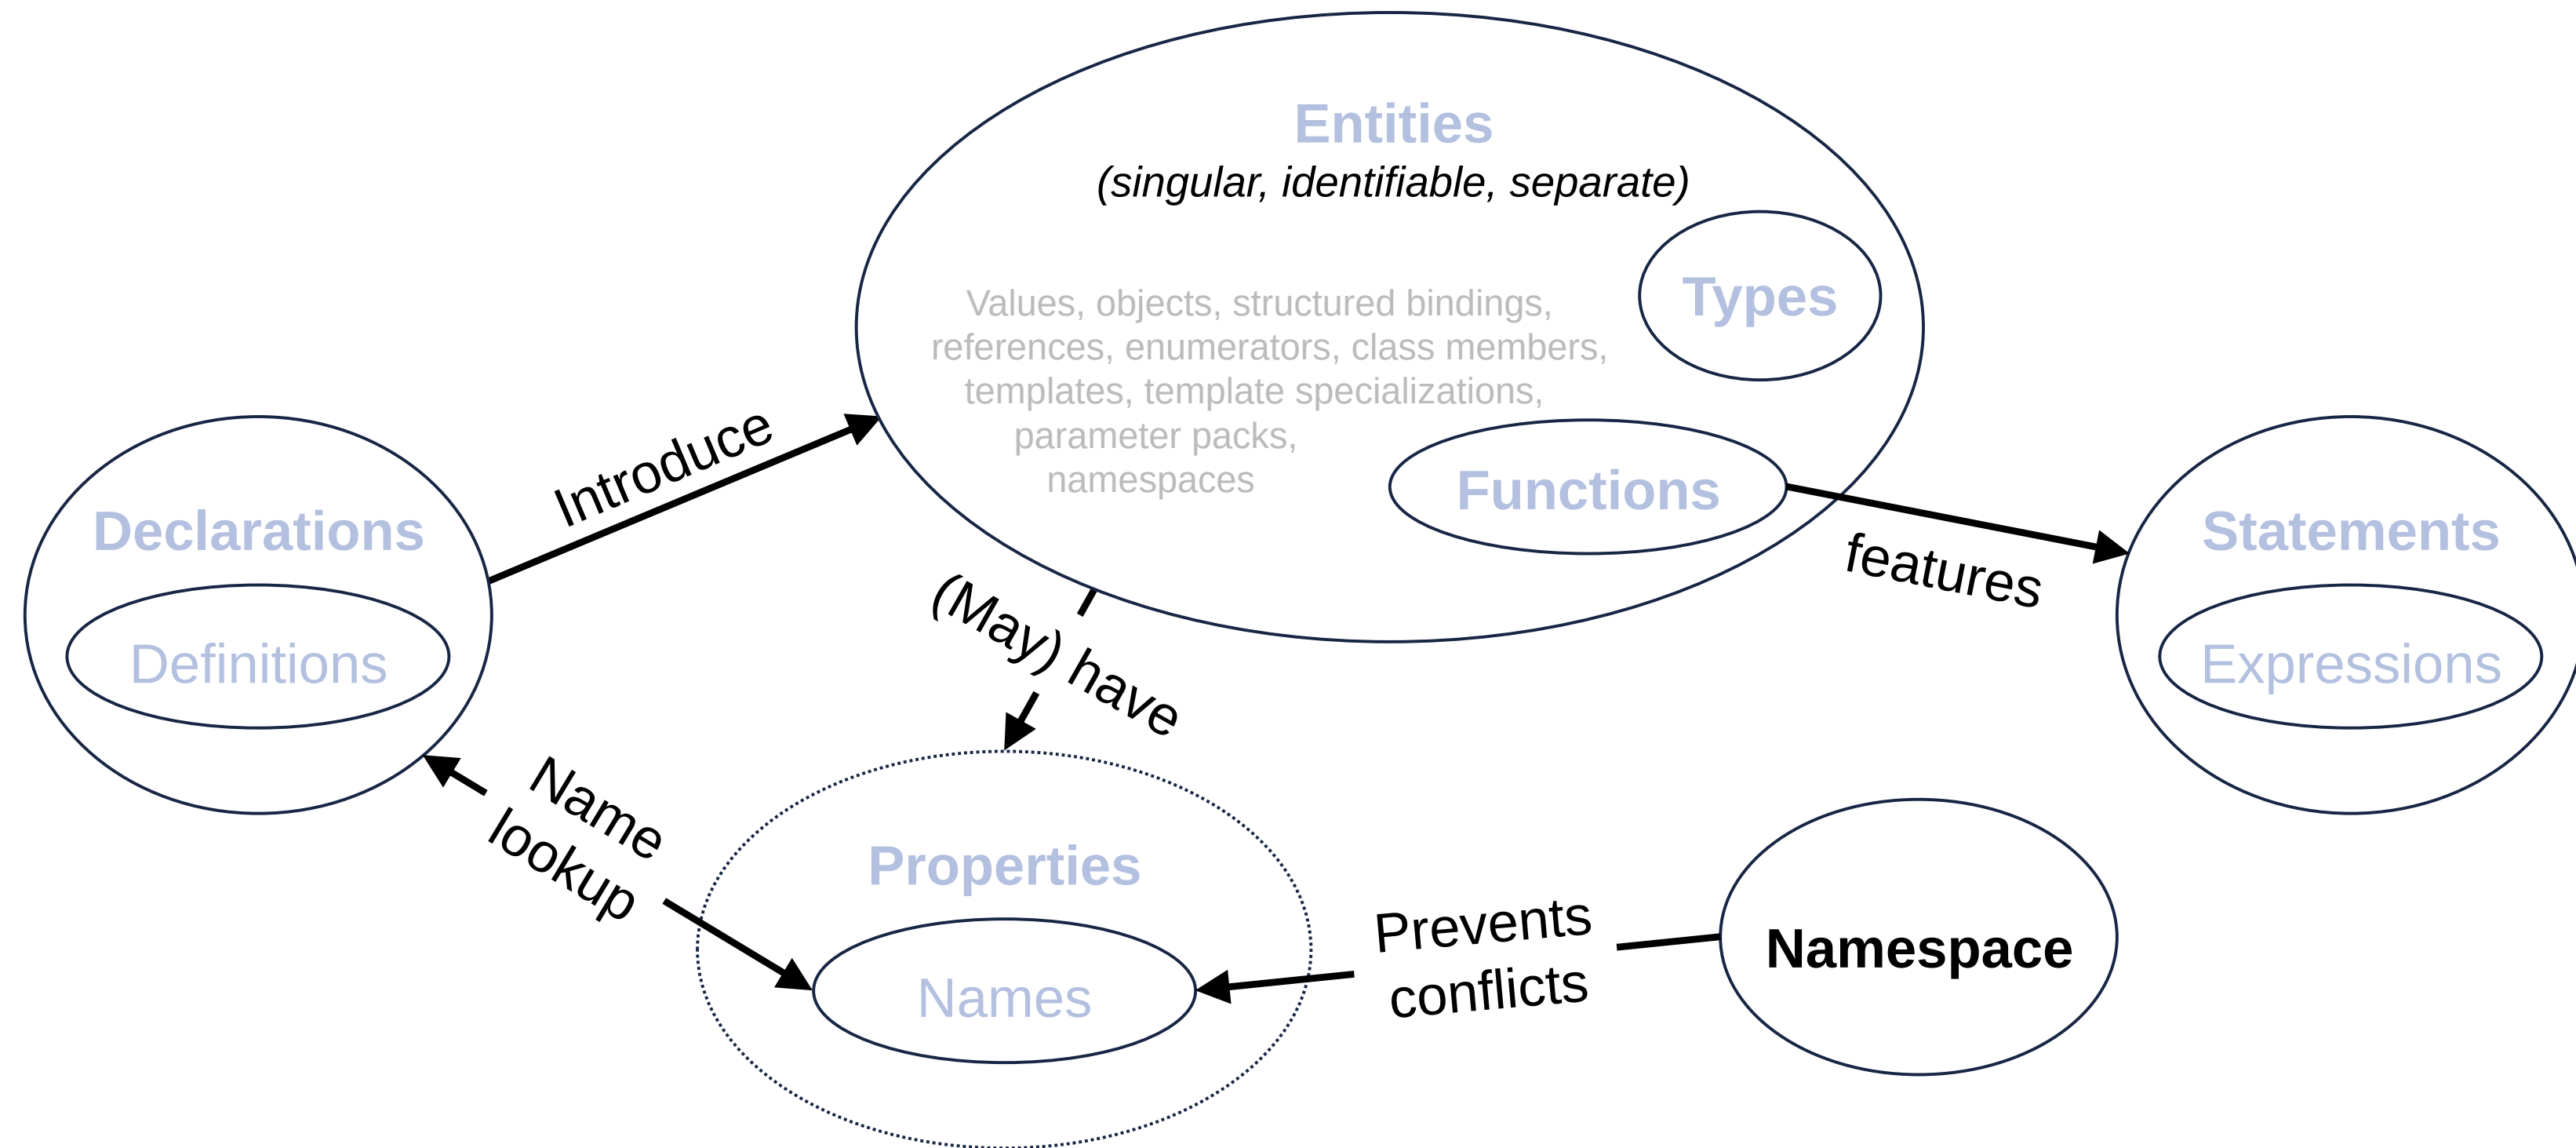 Entities
(singular, identifiable, separate)
Types
Values, objects, structured bindings,
references, enumerators, class members,
templates, template specializations,
parameter packs,
namespaces
Functions
Introduce
Declarations
Definitions
features
Statements
Expressions
(May) have
Name
lookup
Properties
Names
Prevents
conflicts
Namespace